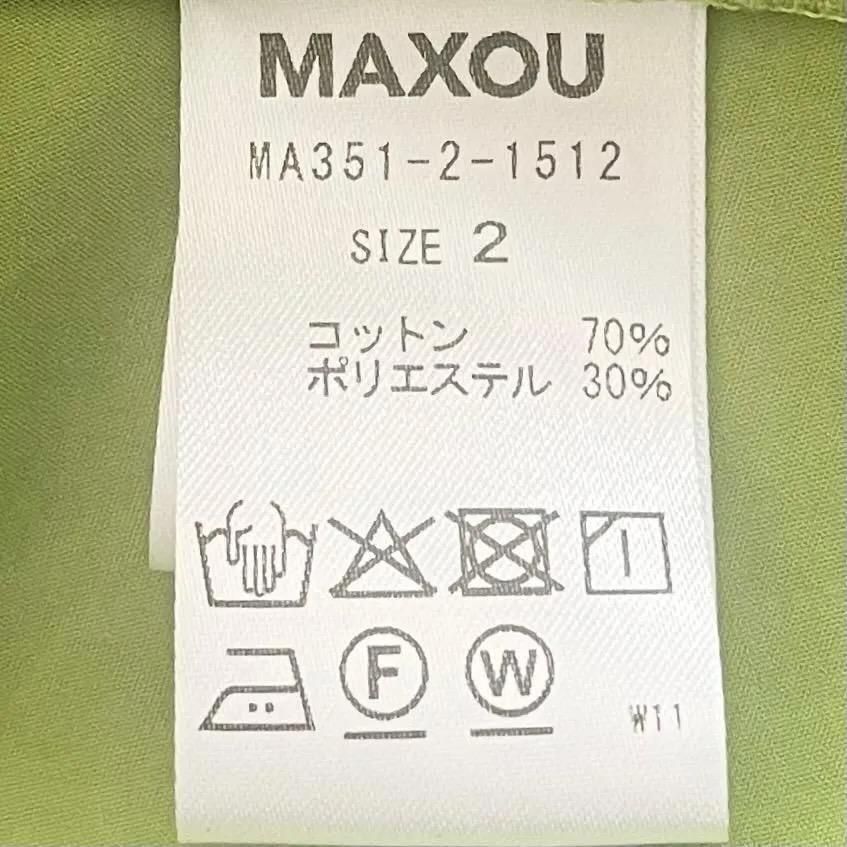 MAXOU
MA351-2-1512
SIZE 2
コットン 70%
ポリエステル 30%
F W
W11